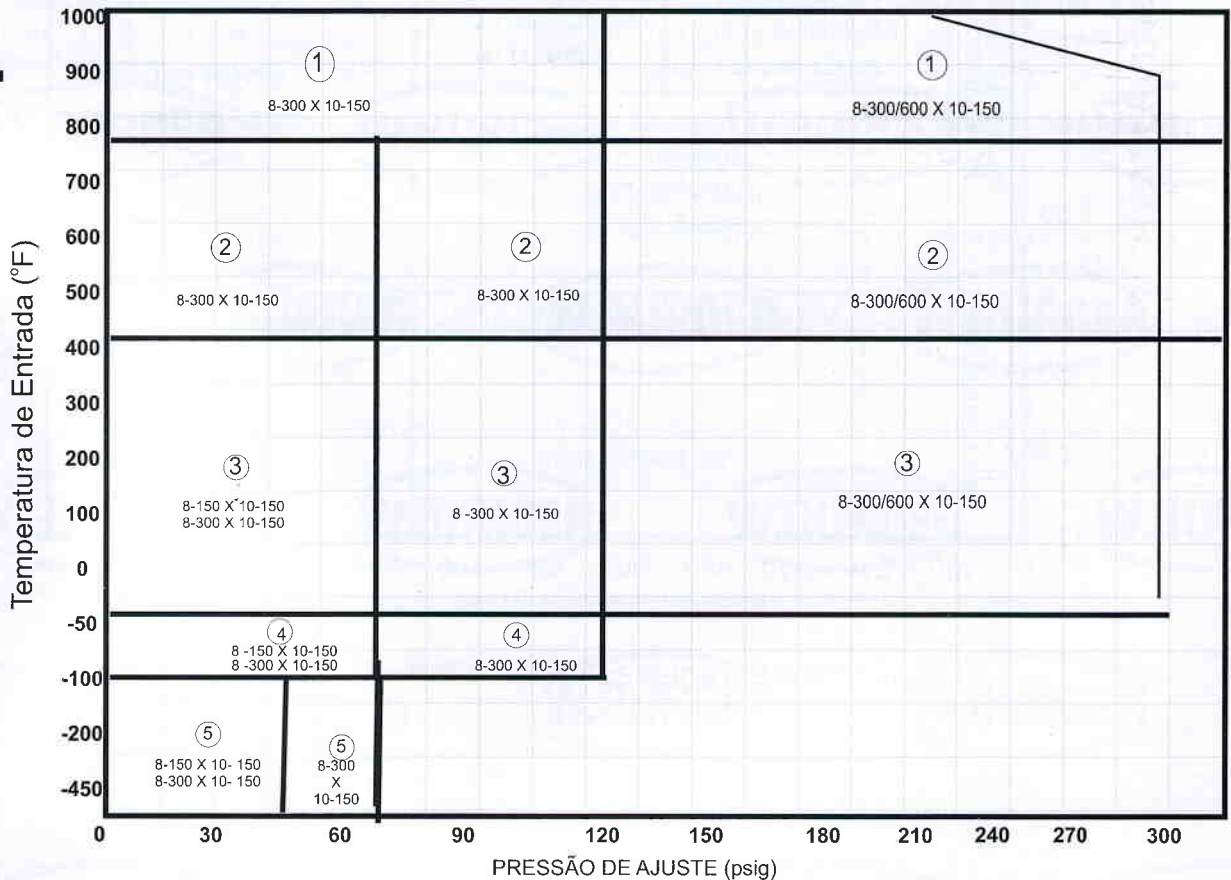 1000
900
800
700
600
500
400
300
200
100
0
-50
-100
-200
-450
Temperatura de Entrada (°F)
1
8-300 X 10-150
1
8-300/600 X 10-150
2
8-300 X 10-150
2
8-300 X 10-150
2
8-300/600 X 10-150
3
8-150 X 10-150
8-300 X 10-150
3
8 -300 X 10-150
3
8-300/600 X 10-150
4
8 -150 X 10-150
8 -300 X 10-150
4
8-300 X 10-150
5
8-150 X 10- 150
8-300 X 10- 150
5
8-300
X
10-150
0 30 60 90 120 150 180 210 240 270 300
PRESSÃO DE AJUSTE (psig)